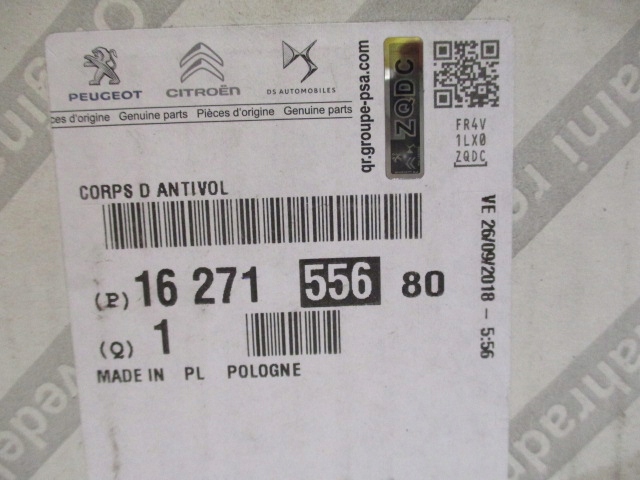 PEUGEOT
CITROËN
DS AUTOMOBILES
ces d'origine Genuine parts Pièces d'origine Genuine parts
qr.groupe-psa.com
ZQDC
FR4V
1LX0
ZQDC
CORPS D ANTIVOL
(P) 16 271 556 80
(Q) 1
MADE IN PL POLOGNE
VE 26/09/2018 - 5:56